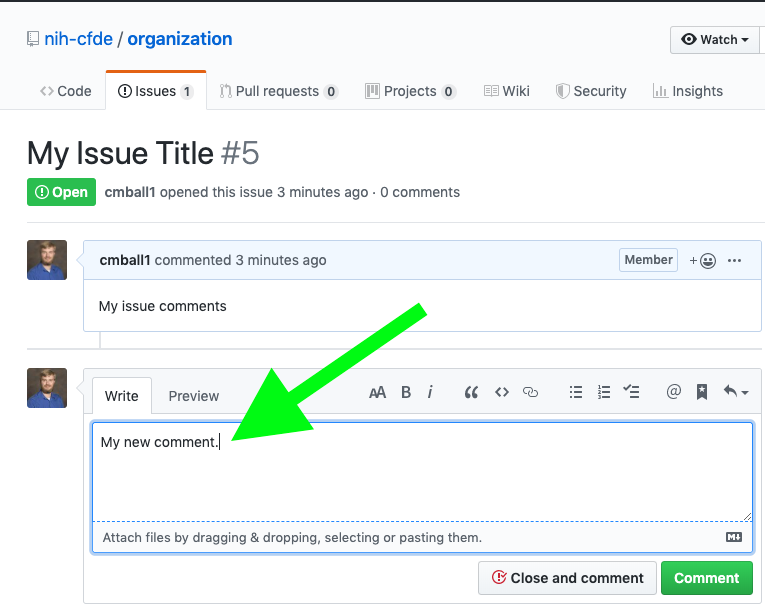 nih-cfde / organization
Watch
Code Issues 1 Pull requests 0 Projects 0 Wiki Security Insights
My Issue Title #5
Open cmball1 opened this issue 3 minutes ago · 0 comments
cmball1 commented 3 minutes ago Member
My issue comments
Write Preview AA B i
My new comment.
Attach files by dragging & dropping, selecting or pasting them.
Close and comment Comment